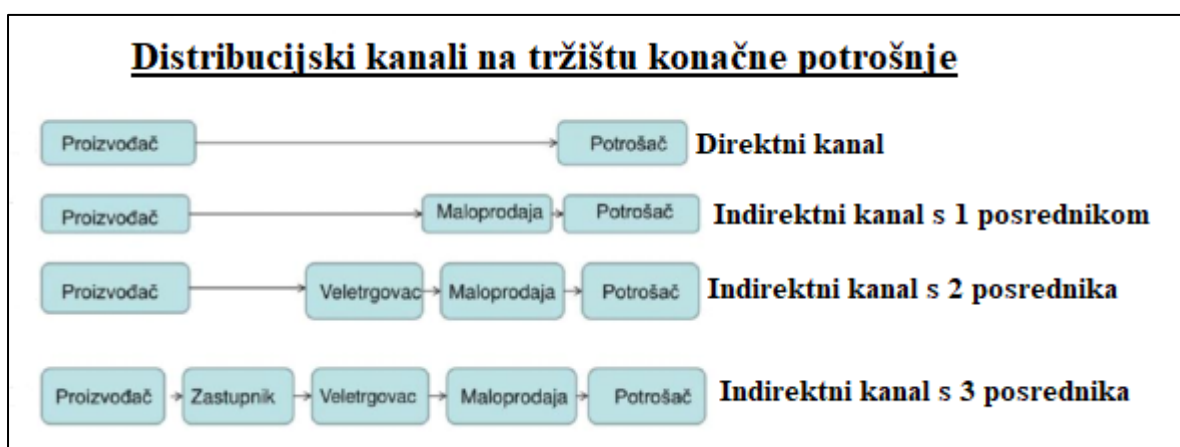 Distribucijski kanali na tržištu konačne potrošnje
Proizvođač Potrošač Direktni kanal
Proizvođač Maloprodaja Potrošač Indirektni kanal s 1 posrednikom
Proizvođač Veletrgovac Maloprodaja Potrošač Indirektni kanal s 2 posrednika
Proizvođač Zastupnik Veletrgovac Maloprodaja Potrošač Indirektni kanal s 3 posrednika